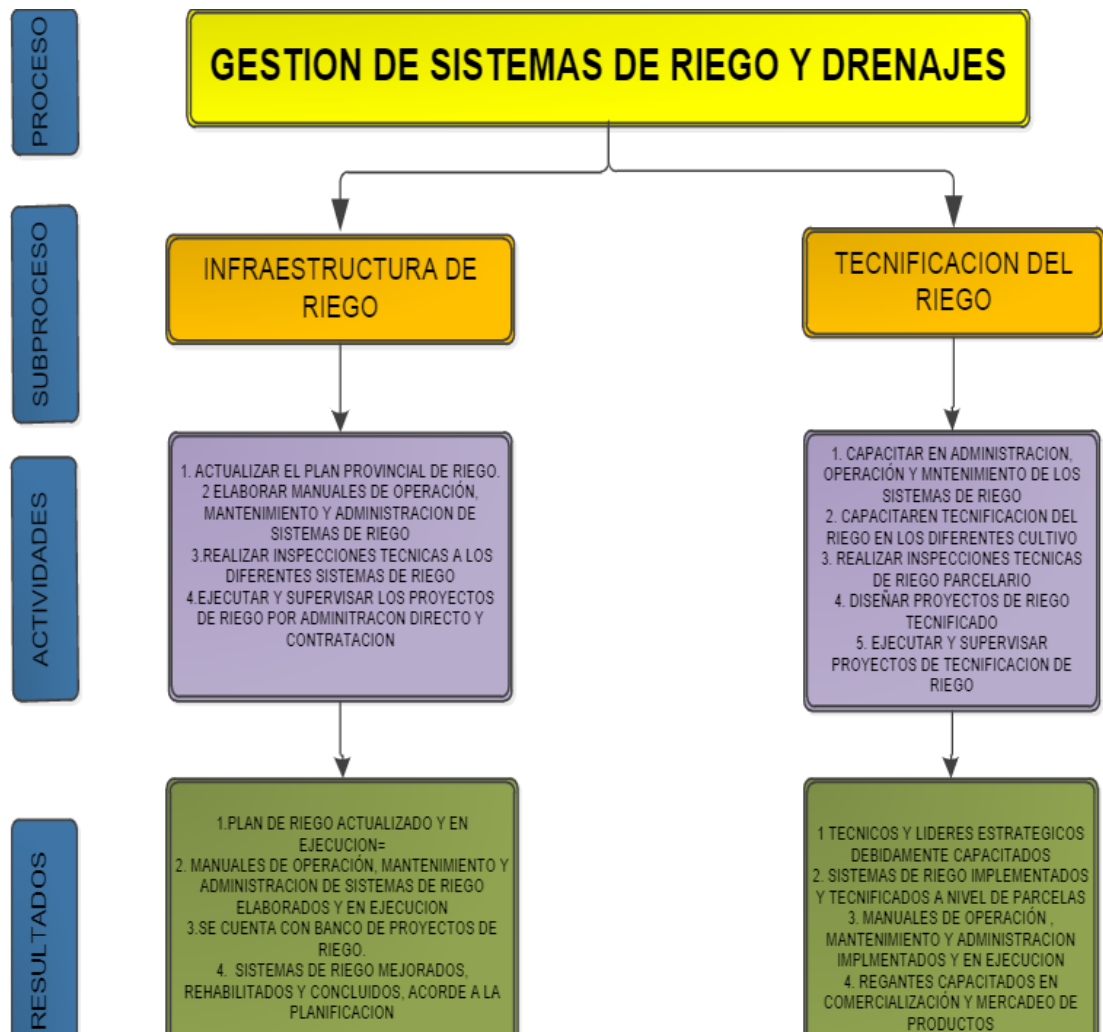 PROCESO
GESTION DE SISTEMAS DE RIEGO Y DRENAJES
SUBPROCESO
INFRAESTRUCTURA DE
RIEGO
TECNIFICACION DEL
RIEGO
ACTIVIDADES
1. ACTUALIZAR EL PLAN PROVINCIAL DE RIEGO.
2 ELABORAR MANUALES DE OPERACIÓN,
MANTENIMIENTO Y ADMINISTRACION DE
SISTEMAS DE RIEGO
3.REALIZAR INSPECCIONES TECNICAS A LOS
DIFERENTES SISTEMAS DE RIEGO
4.EJECUTAR Y SUPERVISAR LOS PROYECTOS
DE RIEGO POR ADMINITRACON DIRECTO Y
CONTRATACION
1. CAPACITAR EN ADMINISTRACION,
OPERACIÓN Y MNTENIMIENTO DE LOS
SISTEMAS DE RIEGO
2. CAPACITAREN TECNIFICACION DEL
RIEGO EN LOS DIFERENTES CULTIVO
3. REALIZAR INSPECCIONES TECNICAS
DE RIEGO PARCELARIO
4. DISEÑAR PROYECTOS DE RIEGO
TECNIFICADO
5. EJECUTAR Y SUPERVISAR
PROYECTOS DE TECNIFICACION DE
RIEGO
RESULTADOS
1.PLAN DE RIEGO ACTUALIZADO Y EN
EJECUCION=
2. MANUALES DE OPERACIÓN, MANTENIMIENTO Y
ADMINISTRACION DE SISTEMAS DE RIEGO
ELABORADOS Y EN EJECUCION
3.SE CUENTA CON BANCO DE PROYECTOS DE
RIEGO.
4. SISTEMAS DE RIEGO MEJORADOS,
REHABILITADOS Y CONCLUIDOS, ACORDE A LA
PLANIFICACION
1 TECNICOS Y LIDERES ESTRATEGICOS
DEBIDAMENTE CAPACITADOS
2. SISTEMAS DE RIEGO IMPLEMENTADOS
Y TECNIFICADOS A NIVEL DE PARCELAS
3. MANUALES DE OPERACIÓN ,
MANTENIMIENTO Y ADMINISTRACION
IMPLMENTADOS Y EN EJECUCION
4. REGANTES CAPACITADOS EN
COMERCIALIZACIÓN Y MERCADEO DE
PRODUCTOS